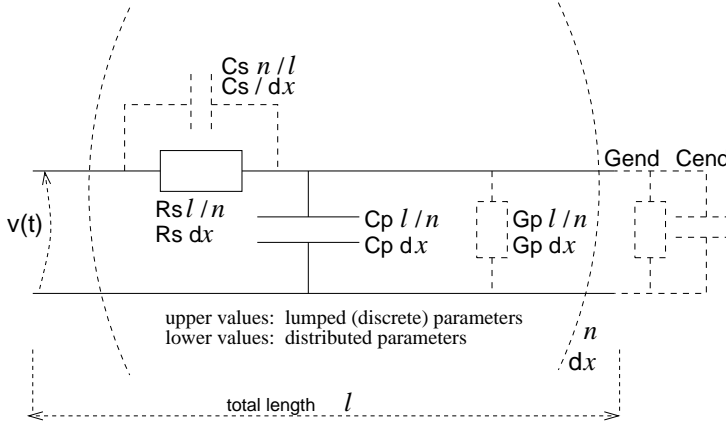 Cs n / l
Cs / dx
Gend Cend
v(t)
Rs l / n
Rs dx
Cp l / n
Cp dx
Gp l / n
Gp dx
upper values: lumped (discrete) parameters
lower values: distributed parameters
n
dx
total length l